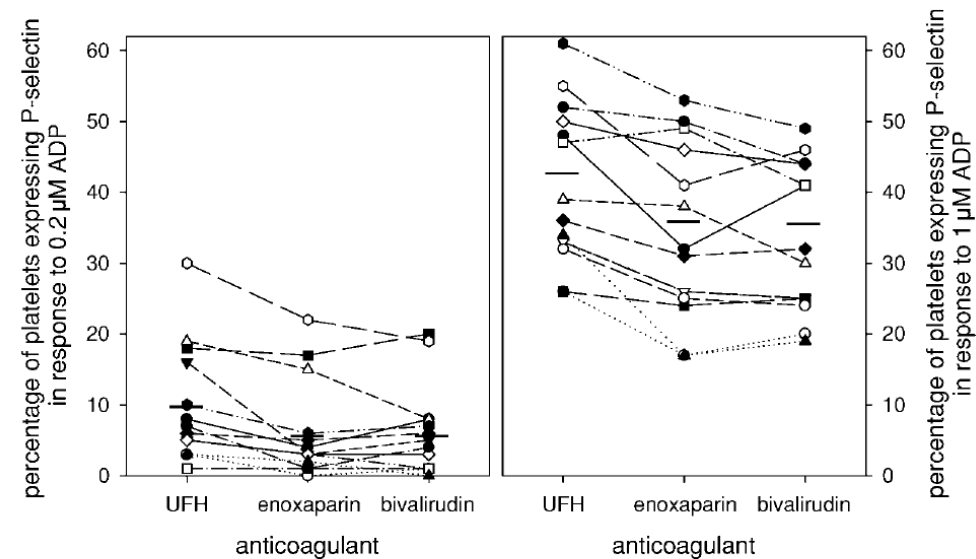 percentage of platelets expressing P-selectin
in response to 0.2 µM ADP
60
50
40
30
20
10
0
UFH
enoxaparin
bivalirudin
anticoagulant
UFH
enoxaparin
bivalirudin
anticoagulant
60
50
40
30
20
10
0
percentage of platelets expressing P-selectin
in response to 1 µM ADP